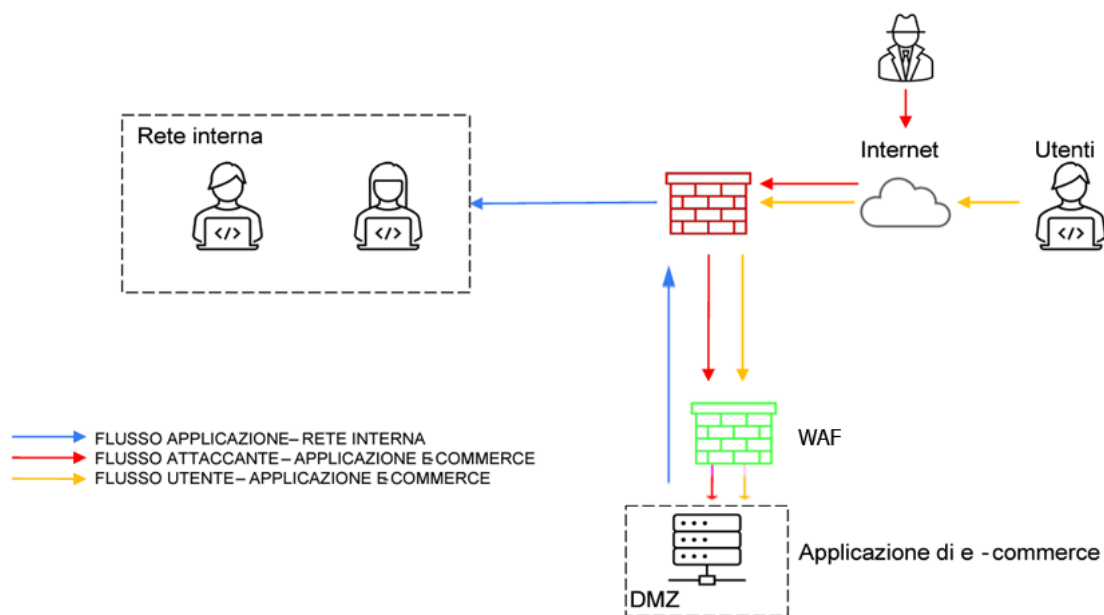 Rete interna
Internet
Utenti
</>
</>
</>
WAF
FLUSSO APPLICAZIONE– RETE INTERNA
FLUSSO ATTACCANTE– APPLICAZIONE E-COMMERCE
FLUSSO UTENTE– APPLICAZIONE E-COMMERCE
Applicazione di e -commerce
DMZ